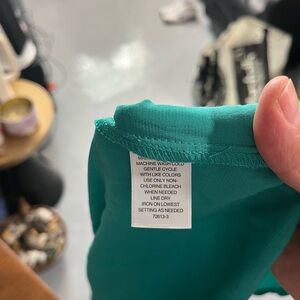 MACHINE WASH COLD
GENTLE CYCLE
WITH LIKE COLORS
USE ONLY NON-
CHLORINE BLEACH
WHEN NEEDED
LINE DRY
IRON ON LOWEST
SETTING AS NEEDED
72613-3